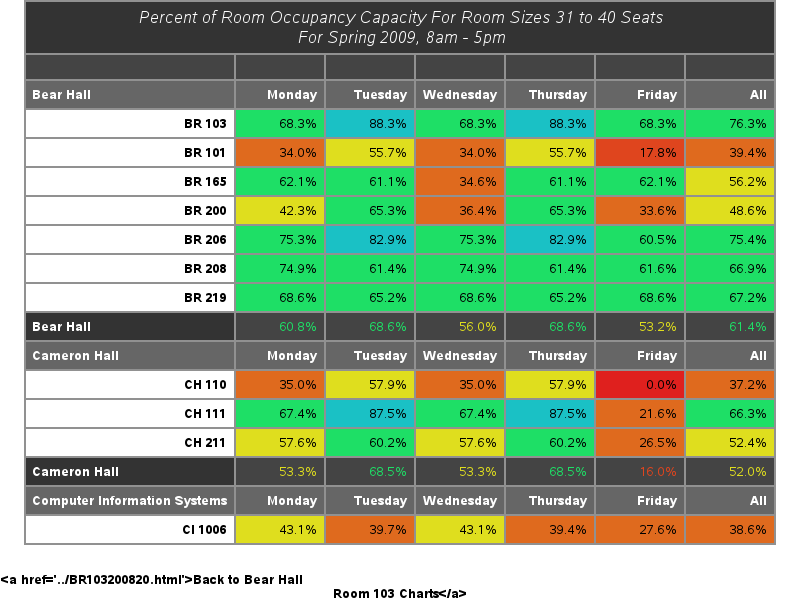 Percent of Room Occupancy Capacity For Room Sizes 31 to 40 Seats
For Spring 2009, 8am - 5pm
Bear Hall Monday Tuesday Wednesday Thursday Friday All
BR 103 68.3% 88.3% 68.3% 88.3% 68.3% 76.3%
BR 101 34.0% 55.7% 34.0% 55.7% 17.8% 39.4%
BR 165 62.1% 61.1% 34.6% 61.1% 62.1% 56.2%
BR 200 42.3% 65.3% 36.4% 65.3% 33.6% 48.6%
BR 206 75.3% 82.9% 75.3% 82.9% 60.5% 75.4%
BR 208 74.9% 61.4% 74.9% 61.4% 61.6% 66.9%
BR 219 68.6% 65.2% 68.6% 65.2% 68.6% 67.2%
Bear Hall 60.8% 68.6% 56.0% 68.6% 53.2% 61.4%
Cameron Hall Monday Tuesday Wednesday Thursday Friday All
CH 110 35.0% 57.9% 35.0% 57.9% 0.0% 37.2%
CH 111 67.4% 87.5% 67.4% 87.5% 21.6% 66.3%
CH 211 57.6% 60.2% 57.6% 60.2% 26.5% 52.4%
Cameron Hall 53.3% 68.5% 53.3% 68.5% 16.0% 52.0%
Computer Information Systems Monday Tuesday Wednesday Thursday Friday All
CI 1006 43.1% 39.7% 43.1% 39.4% 27.6% 38.6%
<a href='../BR103200820.html'>Back to Bear Hall
Room 103 Charts</a>